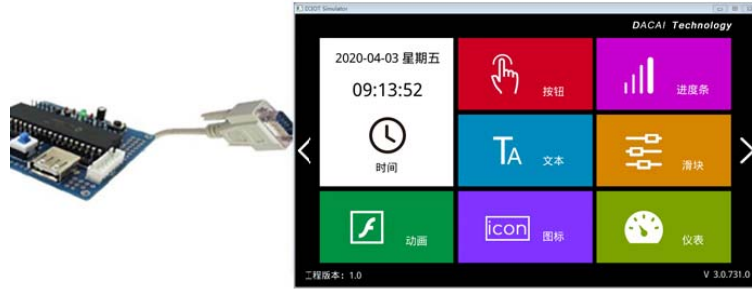 DACAI Technology
2020-04-03 星期五
09:13:52
时间
按钮
进度条
TA 文本
滑块
动画
icon 图标
仪表
工程版本：1.0
V 3.0.731.0